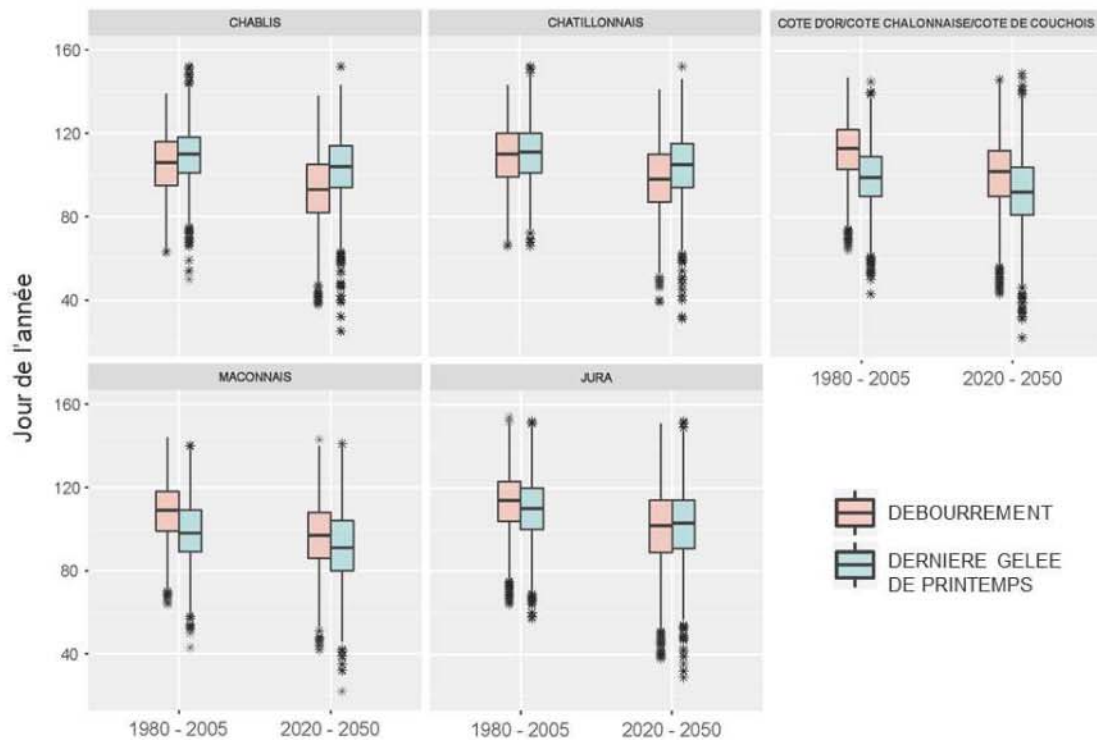 CHABLIS
CHATILLONNAIS
COTE D'OR/COTE CHALONNAISE/COTE DE COUCHOIS
Jour de l'année
160
120
80
40
1980 - 2005
2020 - 2050
MACONNAIS
JURA
160
120
80
40
1980 - 2005
2020 - 2050
1980 - 2005
2020 - 2050
DEBOURREMENT
DERNIERE GELEE
DE PRINTEMPS